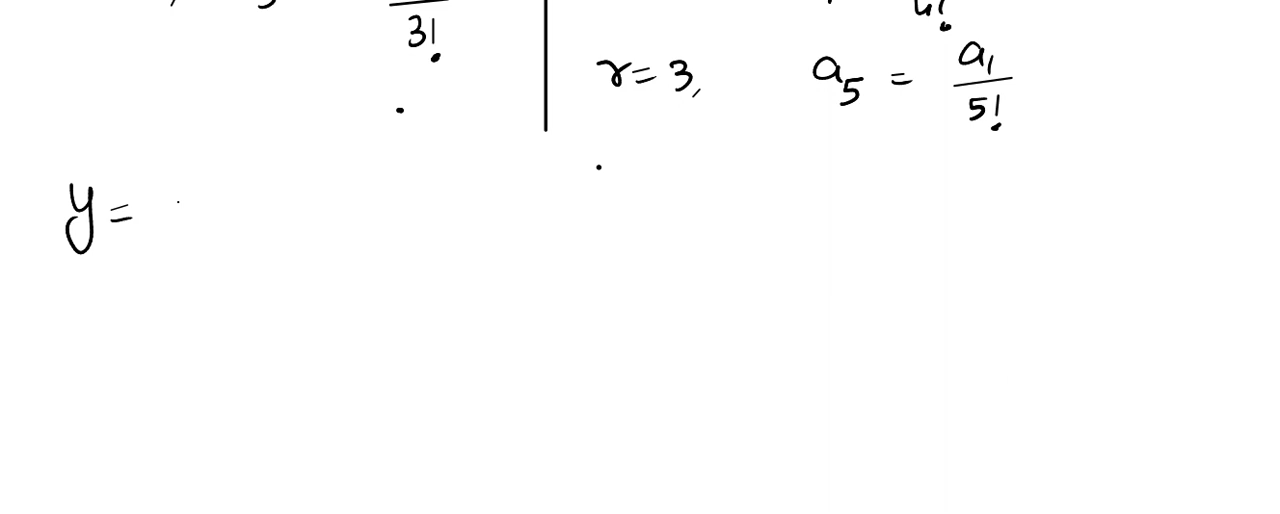 3!
r = 3, a₅ = a₁/5!
y =